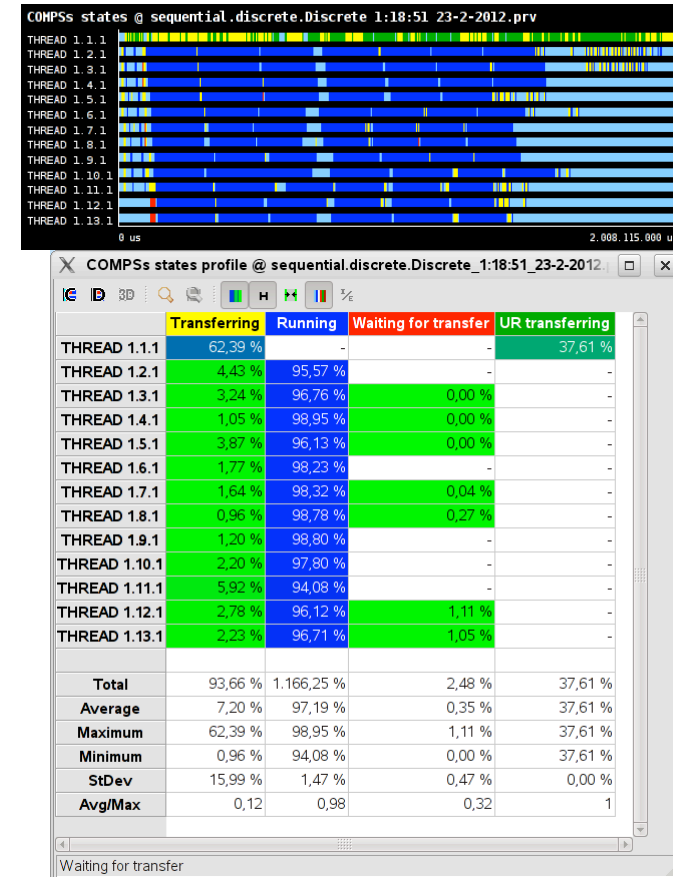 COMPSs states @ sequential.discrete.Discrete 1:18:51 23-2-2012.prv
THREAD 1.1.1
THREAD 1.2.1
THREAD 1.3.1
THREAD 1.4.1
THREAD 1.5.1
THREAD 1.6.1
THREAD 1.7.1
THREAD 1.8.1
THREAD 1.9.1
THREAD 1.10.1
THREAD 1.11.1
THREAD 1.12.1
THREAD 1.13.1
0 us 2.008.115.000 u
COMPSs states profile @ sequential.discrete.Discrete_1:18:51_23-2-2012.
IC ID 3D H Σ/E
Transferring Running Waiting for transfer UR transferring
THREAD 1.1.1 62,39 % - - 37,61 %
THREAD 1.2.1 4,43 % 95,57 % - -
THREAD 1.3.1 3,24 % 96,76 % 0,00 % -
THREAD 1.4.1 1,05 % 98,95 % 0,00 % -
THREAD 1.5.1 3,87 % 96,13 % 0,00 % -
THREAD 1.6.1 1,77 % 98,23 % - -
THREAD 1.7.1 1,64 % 98,32 % 0,04 % -
THREAD 1.8.1 0,96 % 98,78 % 0,27 % -
THREAD 1.9.1 1,20 % 98,80 % - -
THREAD 1.10.1 2,20 % 97,80 % - -
THREAD 1.11.1 5,92 % 94,08 % - -
THREAD 1.12.1 2,78 % 96,12 % 1,11 % -
THREAD 1.13.1 2,23 % 96,71 % 1,05 % -
Total 93,66 % 1.166,25 % 2,48 % 37,61 %
Average 7,20 % 97,19 % 0,35 % 37,61 %
Maximum 62,39 % 98,95 % 1,11 % 37,61 %
Minimum 0,96 % 94,08 % 0,00 % 37,61 %
StDev 15,99 % 1,47 % 0,47 % 0,00 %
Avg/Max 0,12 0,98 0,32 1
Waiting for transfer